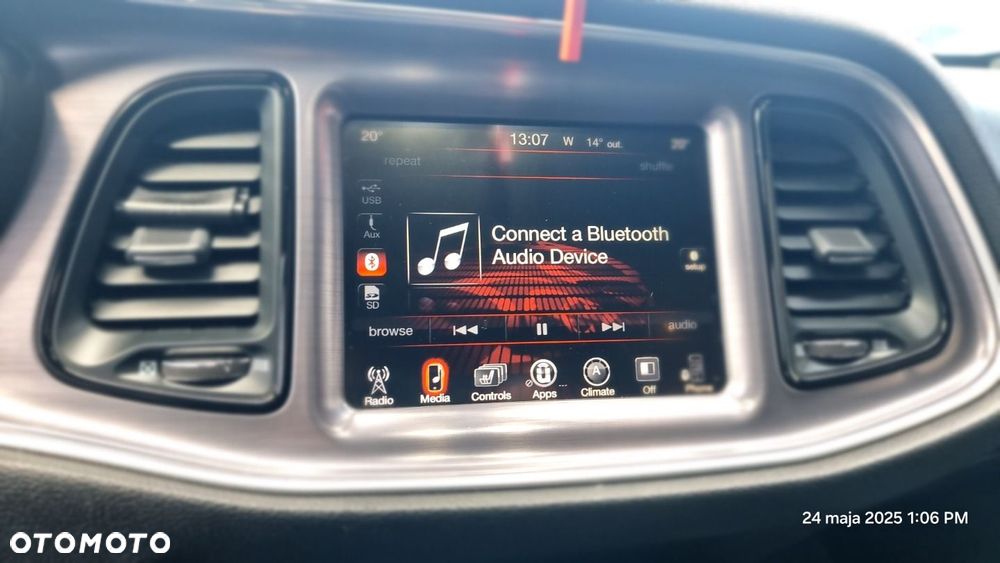 20°
13:07 W 14° out.
20°
repeat
shuffle
USB
Aux
SD
Connect a Bluetooth
Audio Device
setup
browse
audio
Radio
Media
Controls
Apps
A
Climate
Off
Phone
24 maja 2025 1:06 PM
OTOMOTO